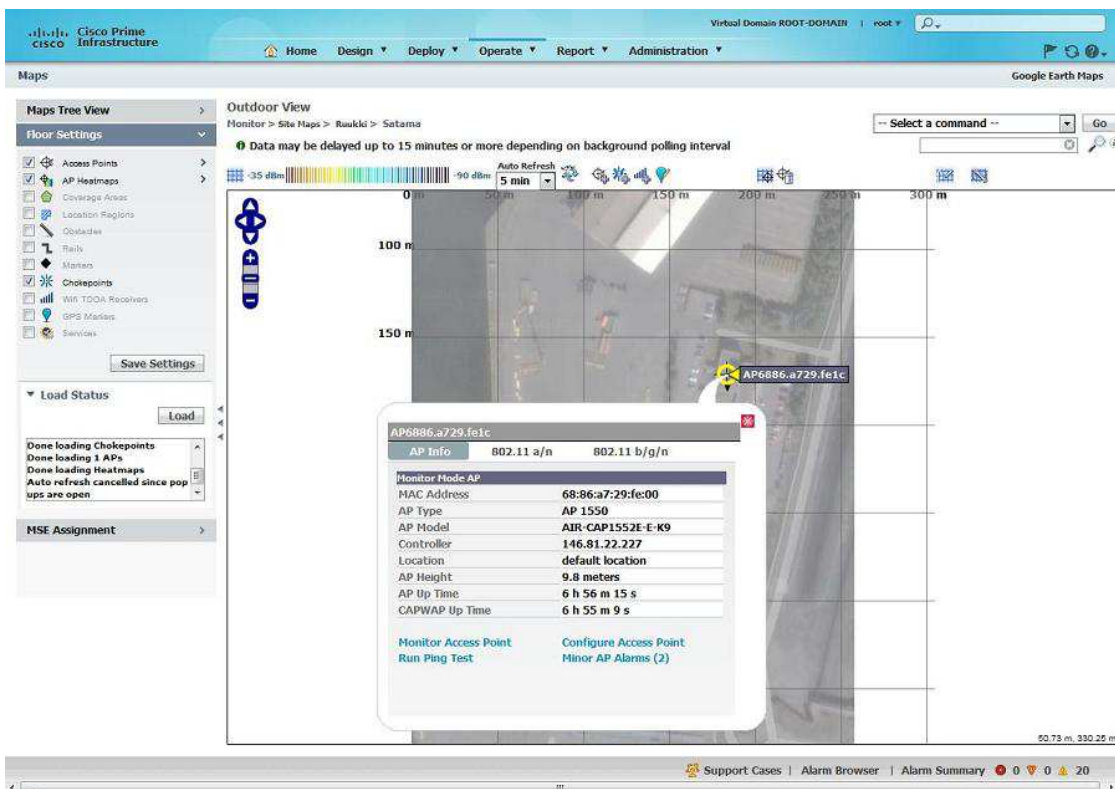 Virtual Domain ROOT-DOMAIN | root ▼
Cisco Prime
Infrastructure
CISCO
Home Design ▼ Deploy ▼ Operate ▼ Report ▼ Administration ▼
Maps
Google Earth Maps
Maps Tree View
Floor Settings
Access Points
AP Heatmaps
Coverage Areas
Location Regions
Obstacles
Rails
Markers
Chokepoints
Wifi TDOA Receivers
GPS Markers
Services
Save Settings
Load Status
Load
Done loading Chokepoints
Done loading 1 APs
Done loading Heatmaps
Auto refresh cancelled since pop
ups are open
MSE Assignment
Outdoor View
Monitor > Site Maps > Ruukki > Satama
-- Select a command --
Go
Data may be delayed up to 15 minutes or more depending on background polling interval
-35 dBm
-90 dBm
Auto Refresh
5 min
0 m 50 m 100 m 150 m 200 m 250 m 300 m
100 m
150 m
AP6886.a729.fe1c
AP6886.a729.fe1c
AP Info 802.11 a/n 802.11 b/g/n
Monitor Mode AP
MAC Address 68:86:a7:29:fe:00
AP Type AP 1550
AP Model AIR-CAP1552E-E-K9
Controller 146.81.22.227
Location default location
AP Height 9.8 meters
AP Up Time 6 h 56 m 15 s
CAPWAP Up Time 6 h 55 m 9 s
Monitor Access Point Configure Access Point
Run Ping Test Minor AP Alarms (2)
50.73 m, 330.25 m
Support Cases | Alarm Browser | Alarm Summary 0 0 20